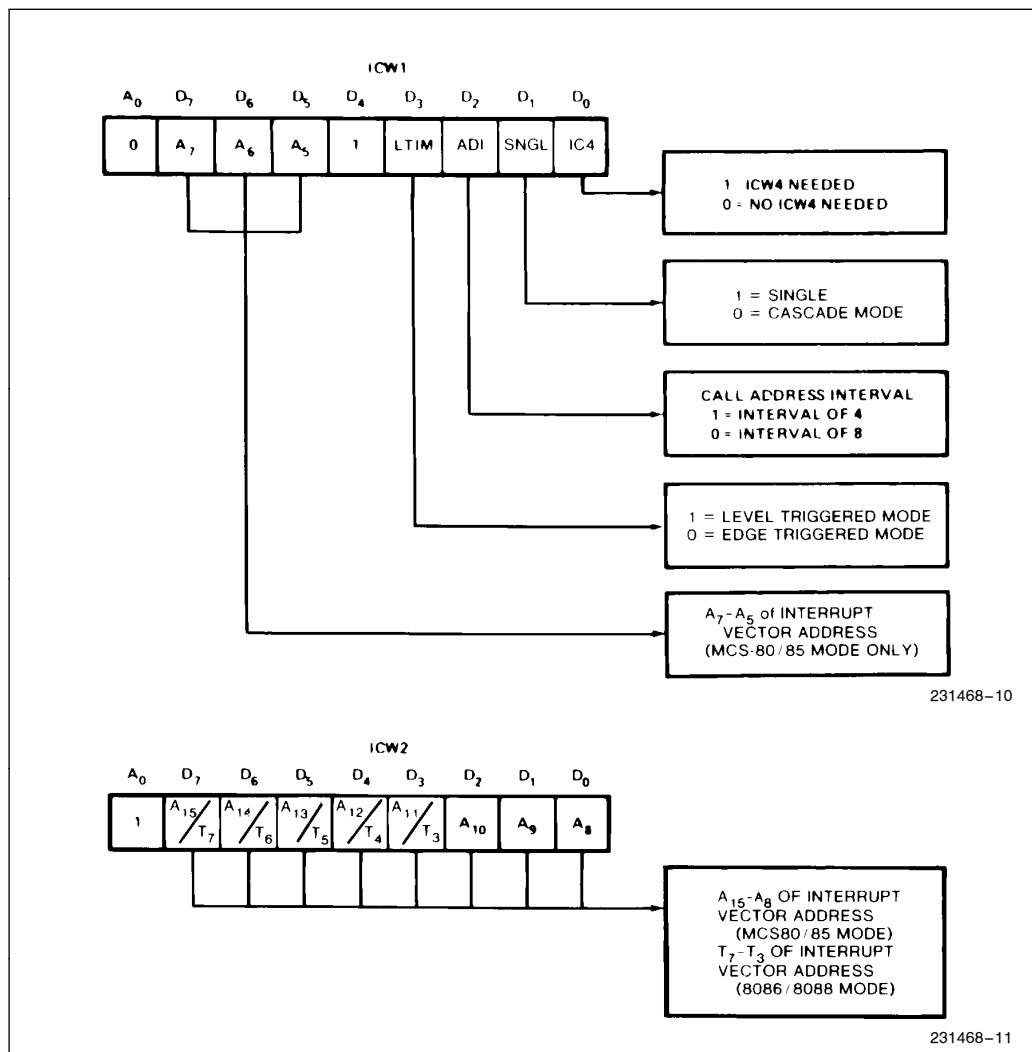 ICW1
A0 D7 D6 D5 D4 D3 D2 D1 D0
0 A7 A6 A5 1 LTIM ADI SNGL IC4
1 ICW4 NEEDED
0 = NO ICW4 NEEDED
1 = SINGLE
0 = CASCADE MODE
CALL ADDRESS INTERVAL
1 = INTERVAL OF 4
0 = INTERVAL OF 8
1 = LEVEL TRIGGERED MODE
0 = EDGE TRIGGERED MODE
A7-A5 of INTERRUPT
VECTOR ADDRESS
(MCS-80/85 MODE ONLY)
231468-10
ICW2
A0 D7 D6 D5 D4 D3 D2 D1 D0
1 A15/T7 A14/T6 A13/T5 A12/T4 A11/T3 A10 A9 A8
A15-A8 OF INTERRUPT
VECTOR ADDRESS
(MCS80/85 MODE)
T7-T3 OF INTERRUPT
VECTOR ADDRESS
(8086/8088 MODE)
231468-11